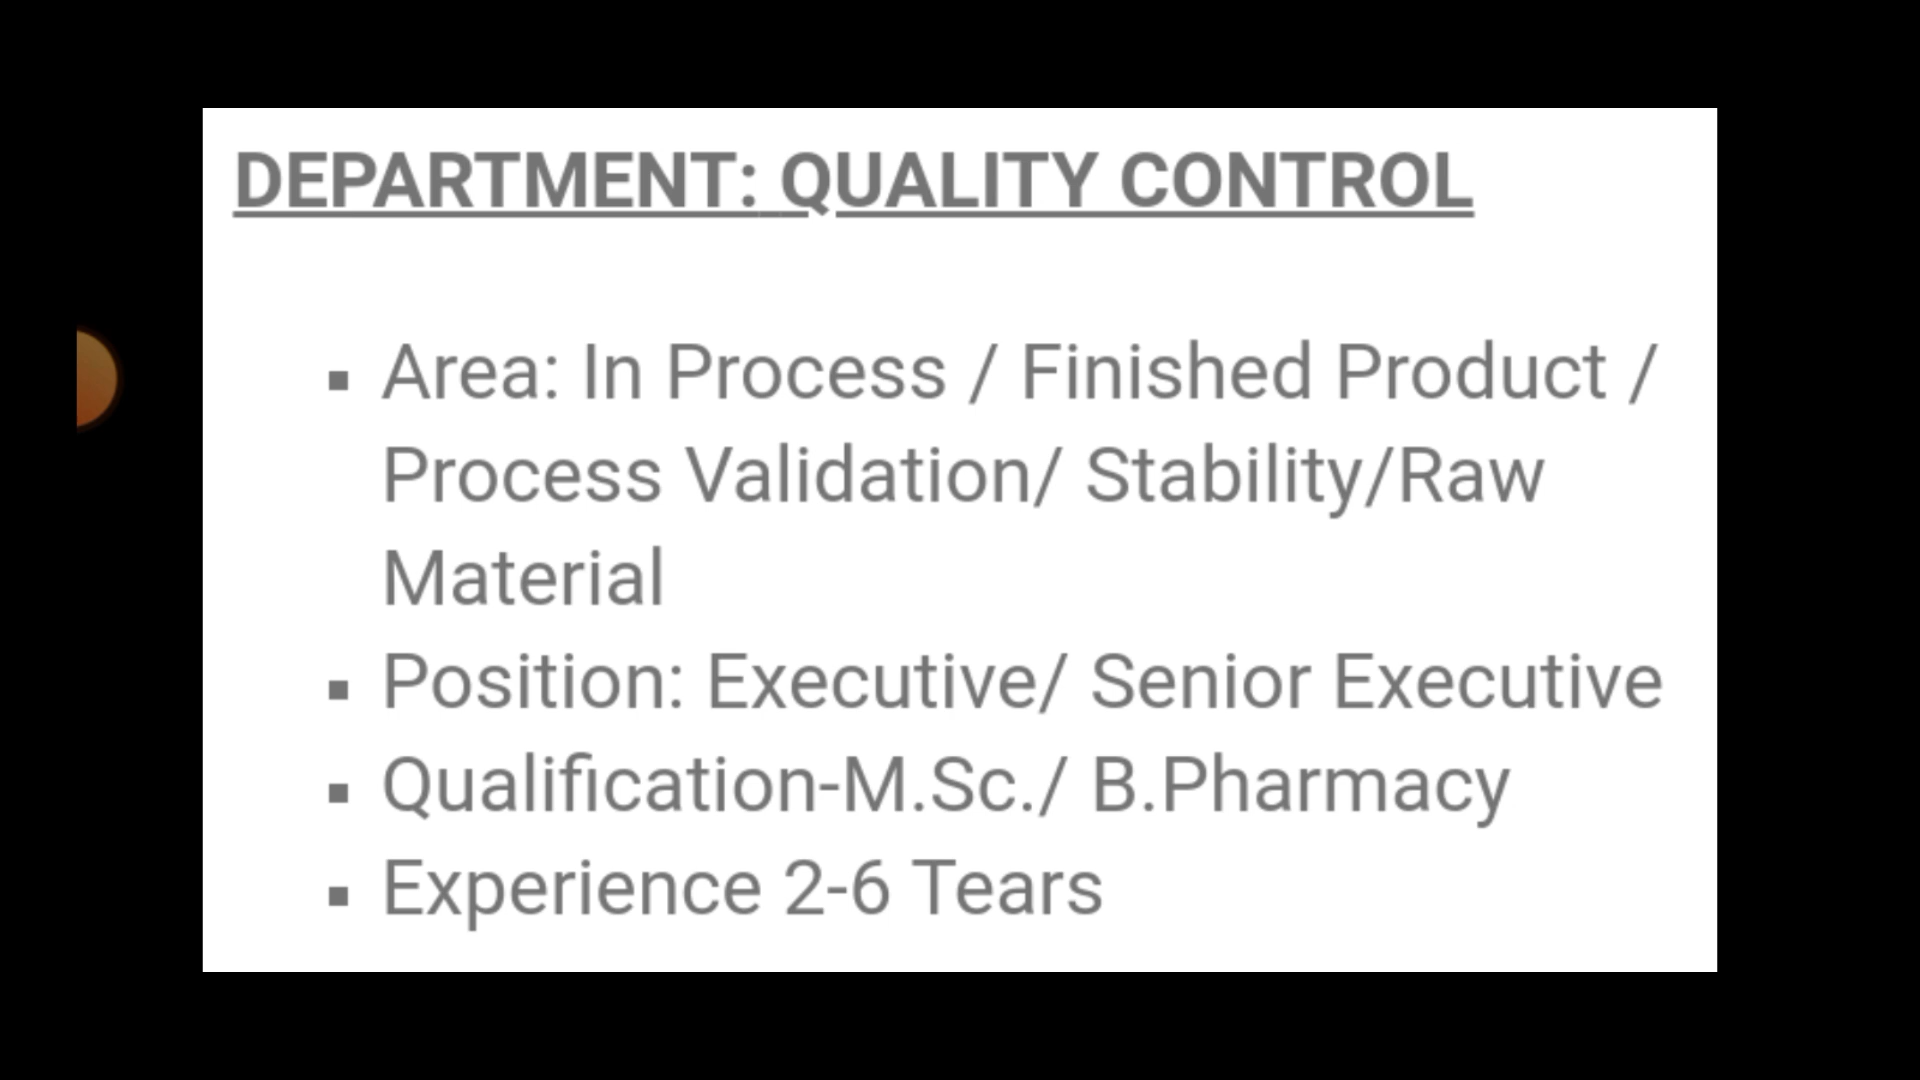 DEPARTMENT: QUALITY CONTROL
▪ Area: In Process / Finished Product /
Process Validation/ Stability/Raw
Material
▪ Position: Executive/ Senior Executive
▪ Qualification-M.Sc./ B.Pharmacy
▪ Experience 2-6 Tears